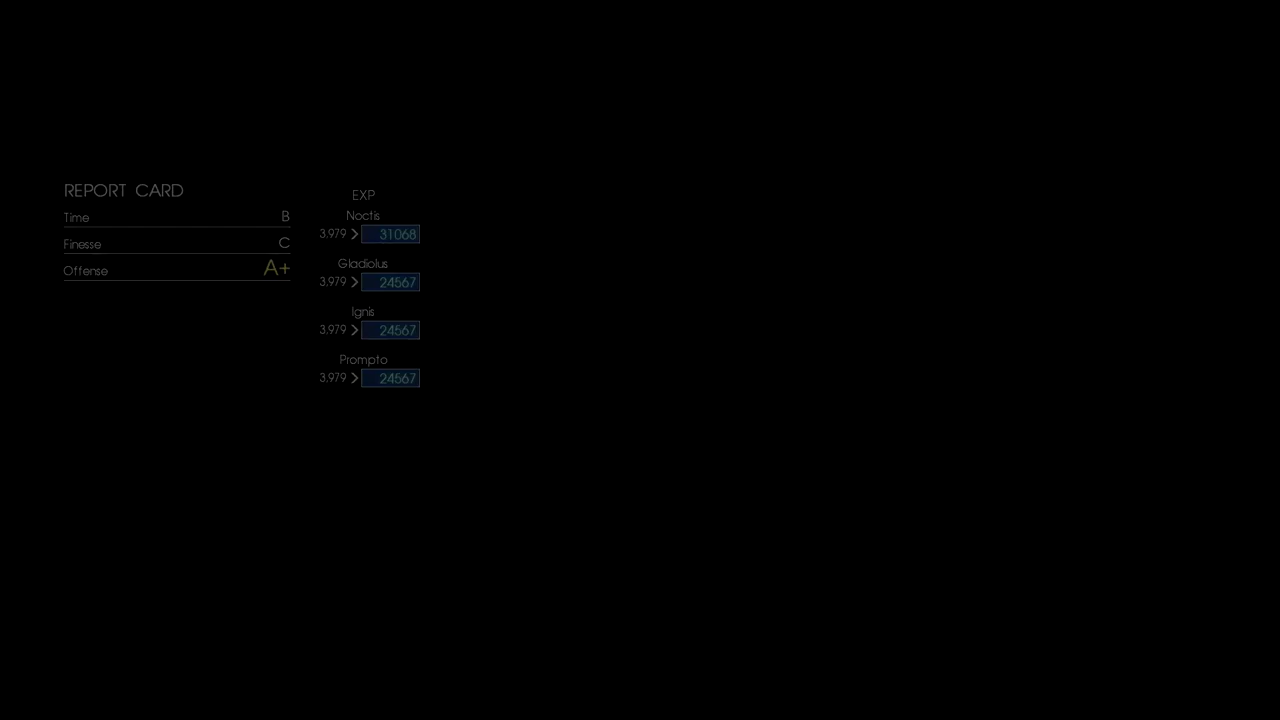 REPORT CARD
Time B
Finesse C
Offense A+
EXP
Noctis
3,979 > 31068
Gladiolus
3,979 > 24567
Ignis
3,979 > 24567
Prompto
3,979 > 24567